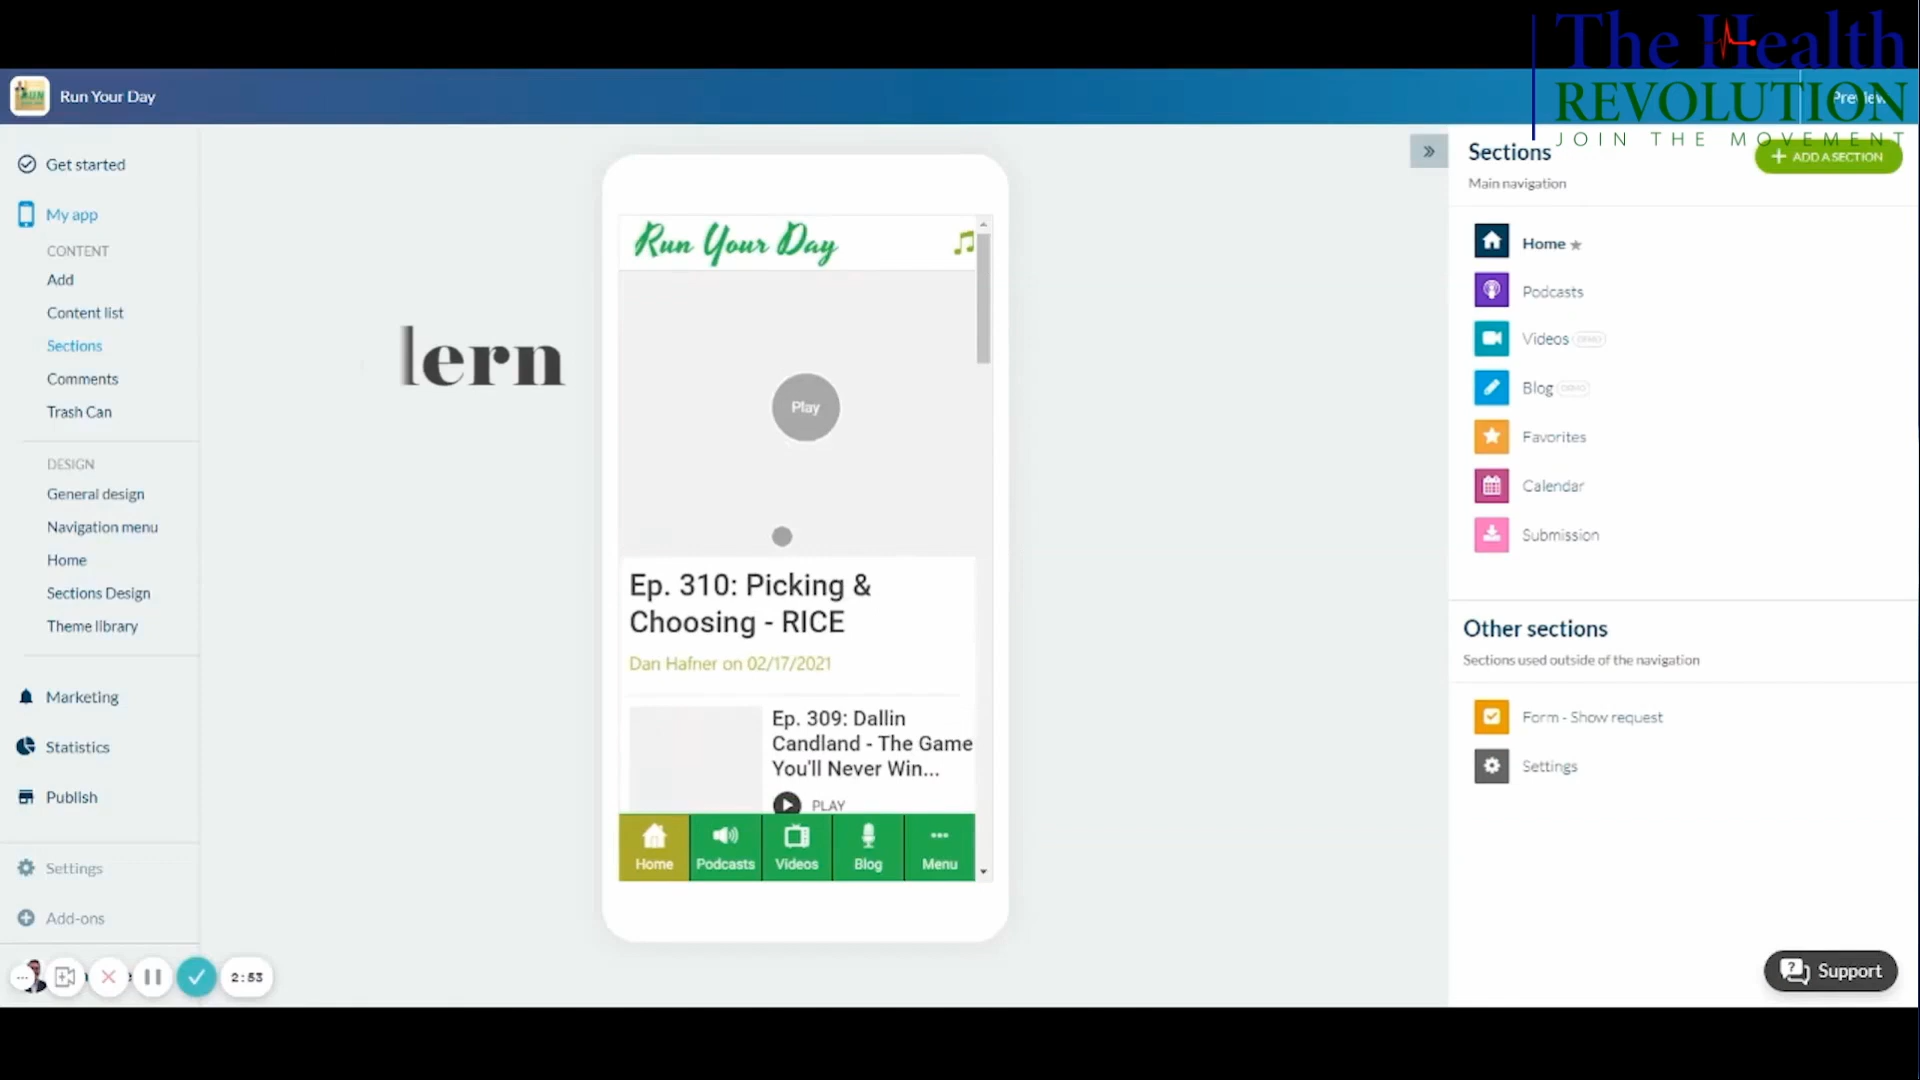 The Health
REVOLUTION
JOIN THE MOVEMENT
Run Your Day
Preview
Get started
My app
CONTENT
Add
Content list
Sections
Comments
Trash Can
DESIGN
General design
Navigation menu
Home
Sections Design
Theme library
Marketing
Statistics
Publish
Settings
Add-ons
2:53
lern
Run Your Day
Play
Ep. 310: Picking &
Choosing - RICE
Dan Hafner on 02/17/2021
Ep. 309: Dallin
Candland - The Game
You'll Never Win...
PLAY
Home Podcasts Videos Blog Menu
Sections
ADD A SECTION
Main navigation
Home
Podcasts
Videos DEMO
Blog DEMO
Favorites
Calendar
Submission
Other sections
Sections used outside of the navigation
Form - Show request
Settings
Support